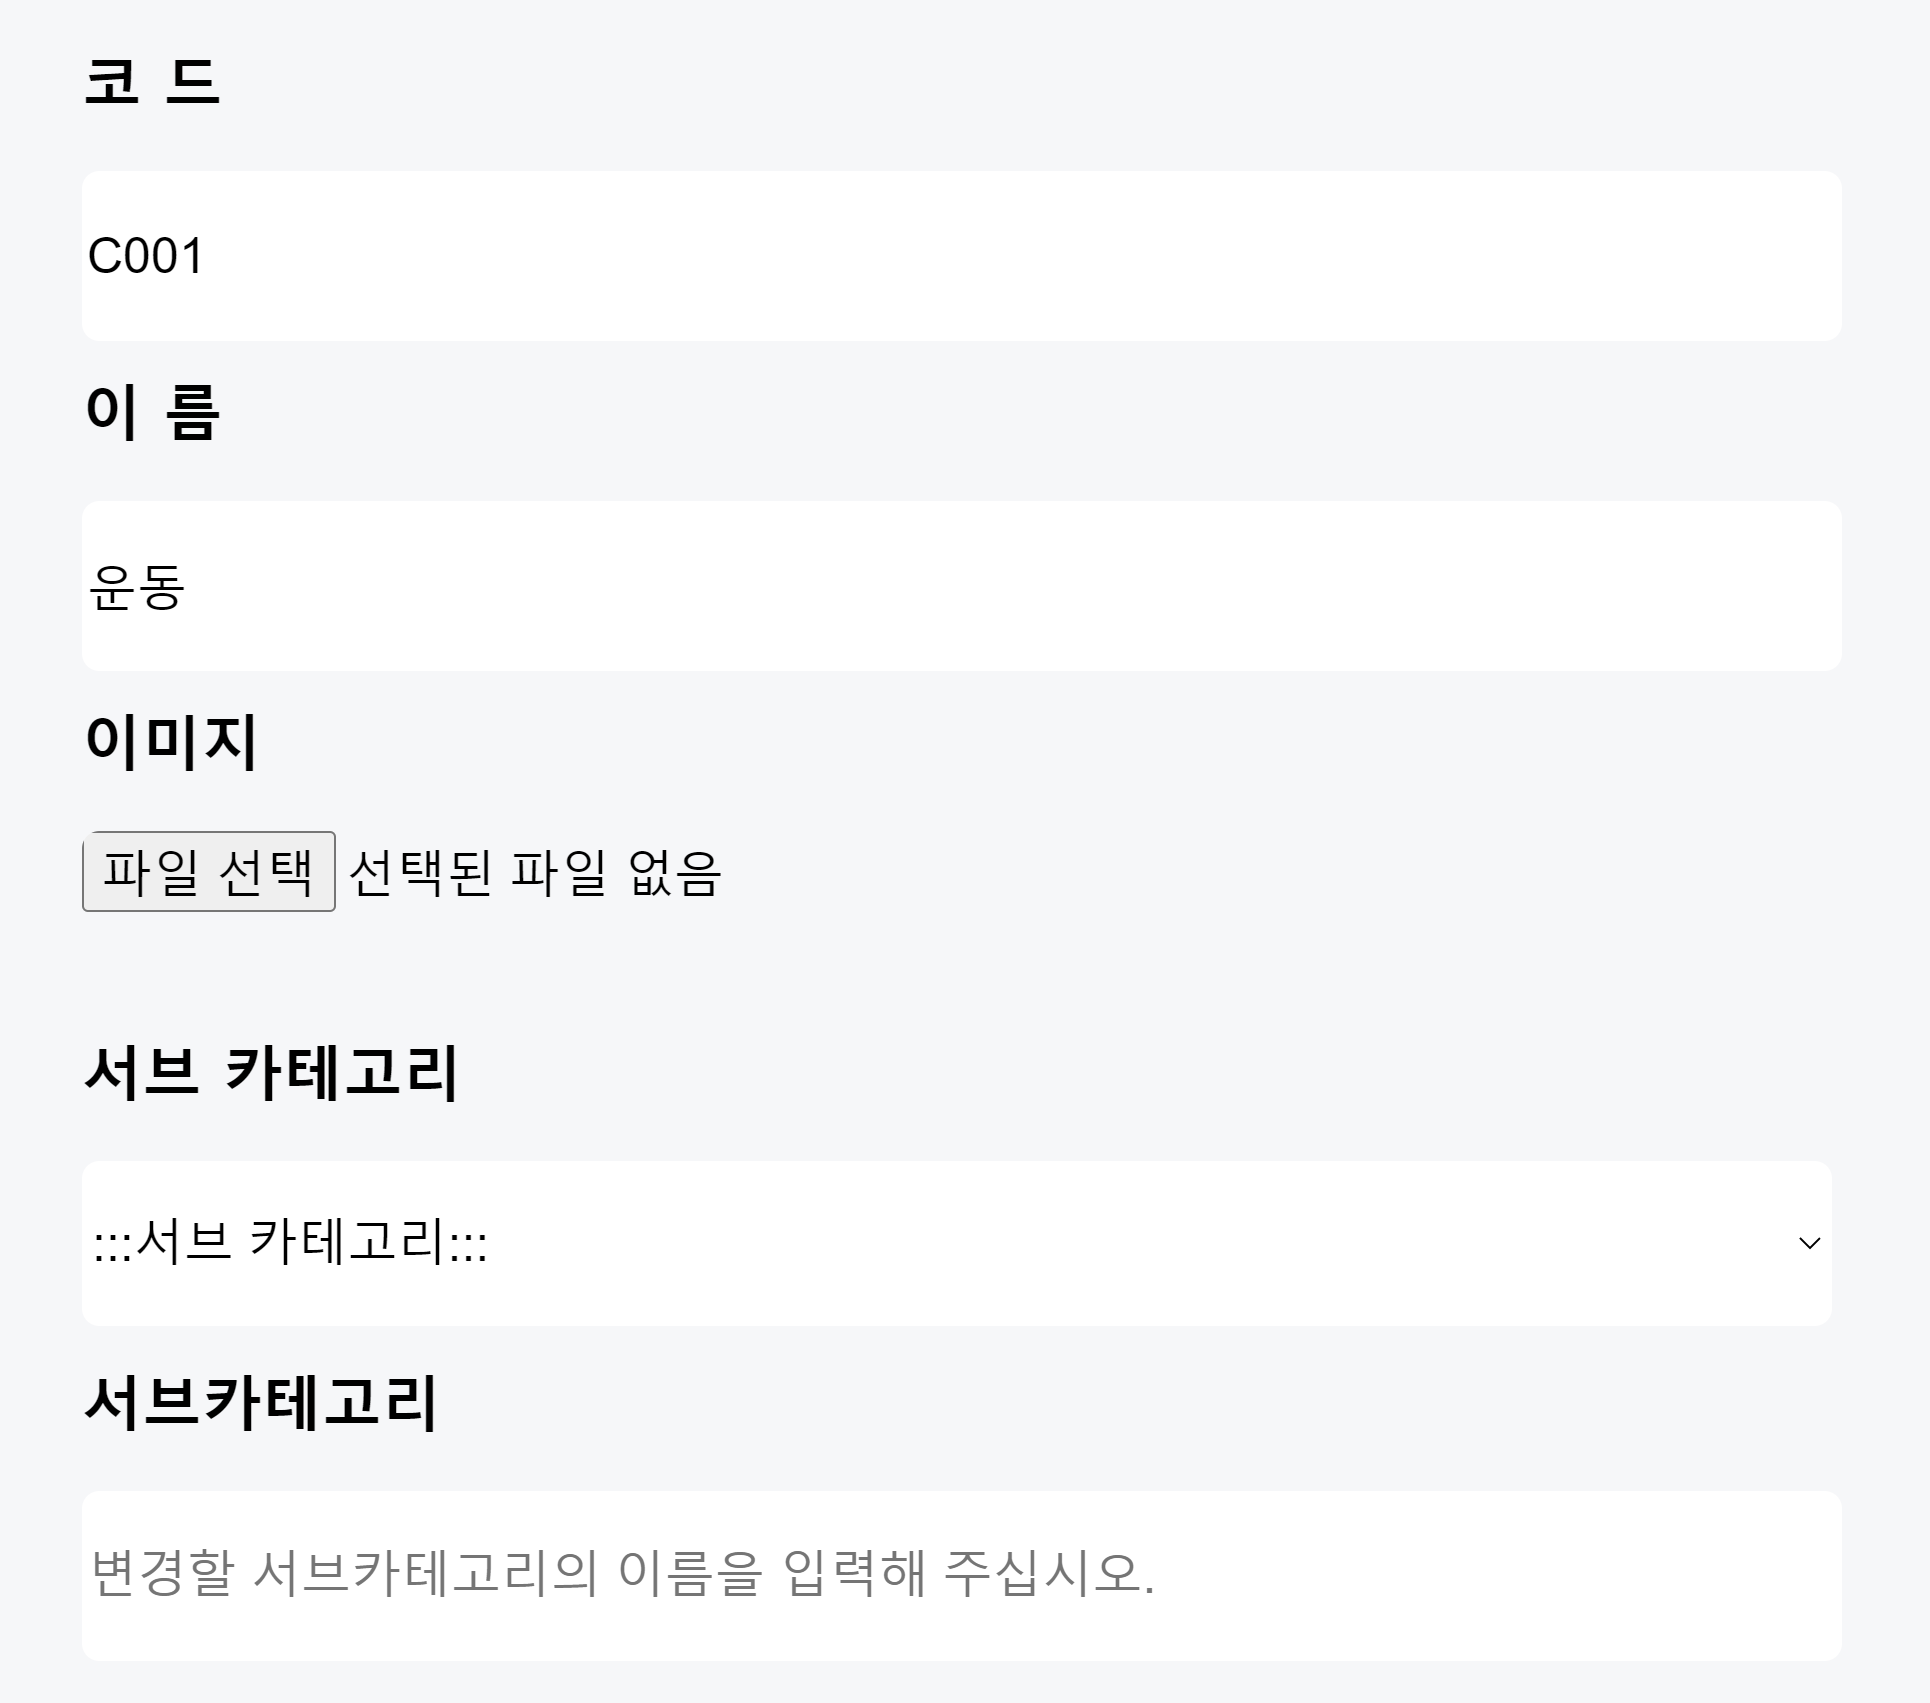 코 드
C001
이 름
운동
이미지
파일 선택 선택된 파일 없음
서브 카테고리
:::서브 카테고리:::
서브카테고리
변경할 서브카테고리의 이름을 입력해 주십시오.